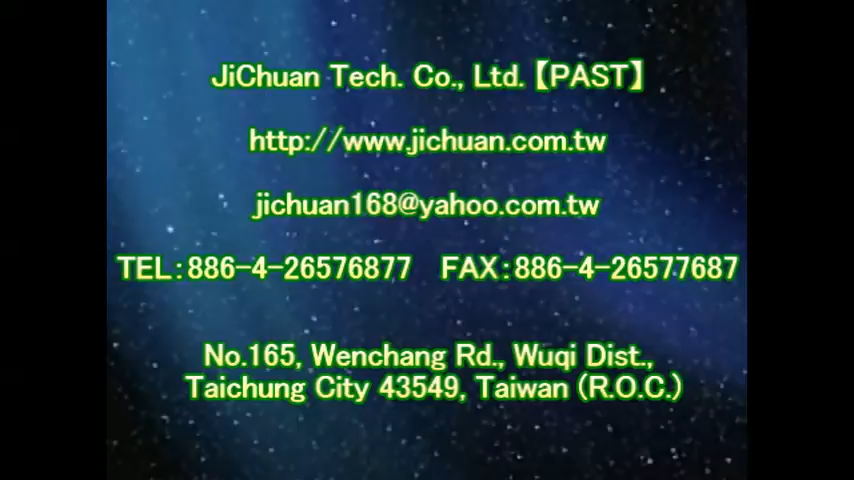 JiChuan Tech. Co., Ltd.【PAST】
http://www.jichuan.com.tw
jichuan168@yahoo.com.tw
TEL:886-4-26576877 FAX:886-4-26577687
No.165, Wenchang Rd., Wuqi Dist.,
Taichung City 43549, Taiwan (R.O.C.)